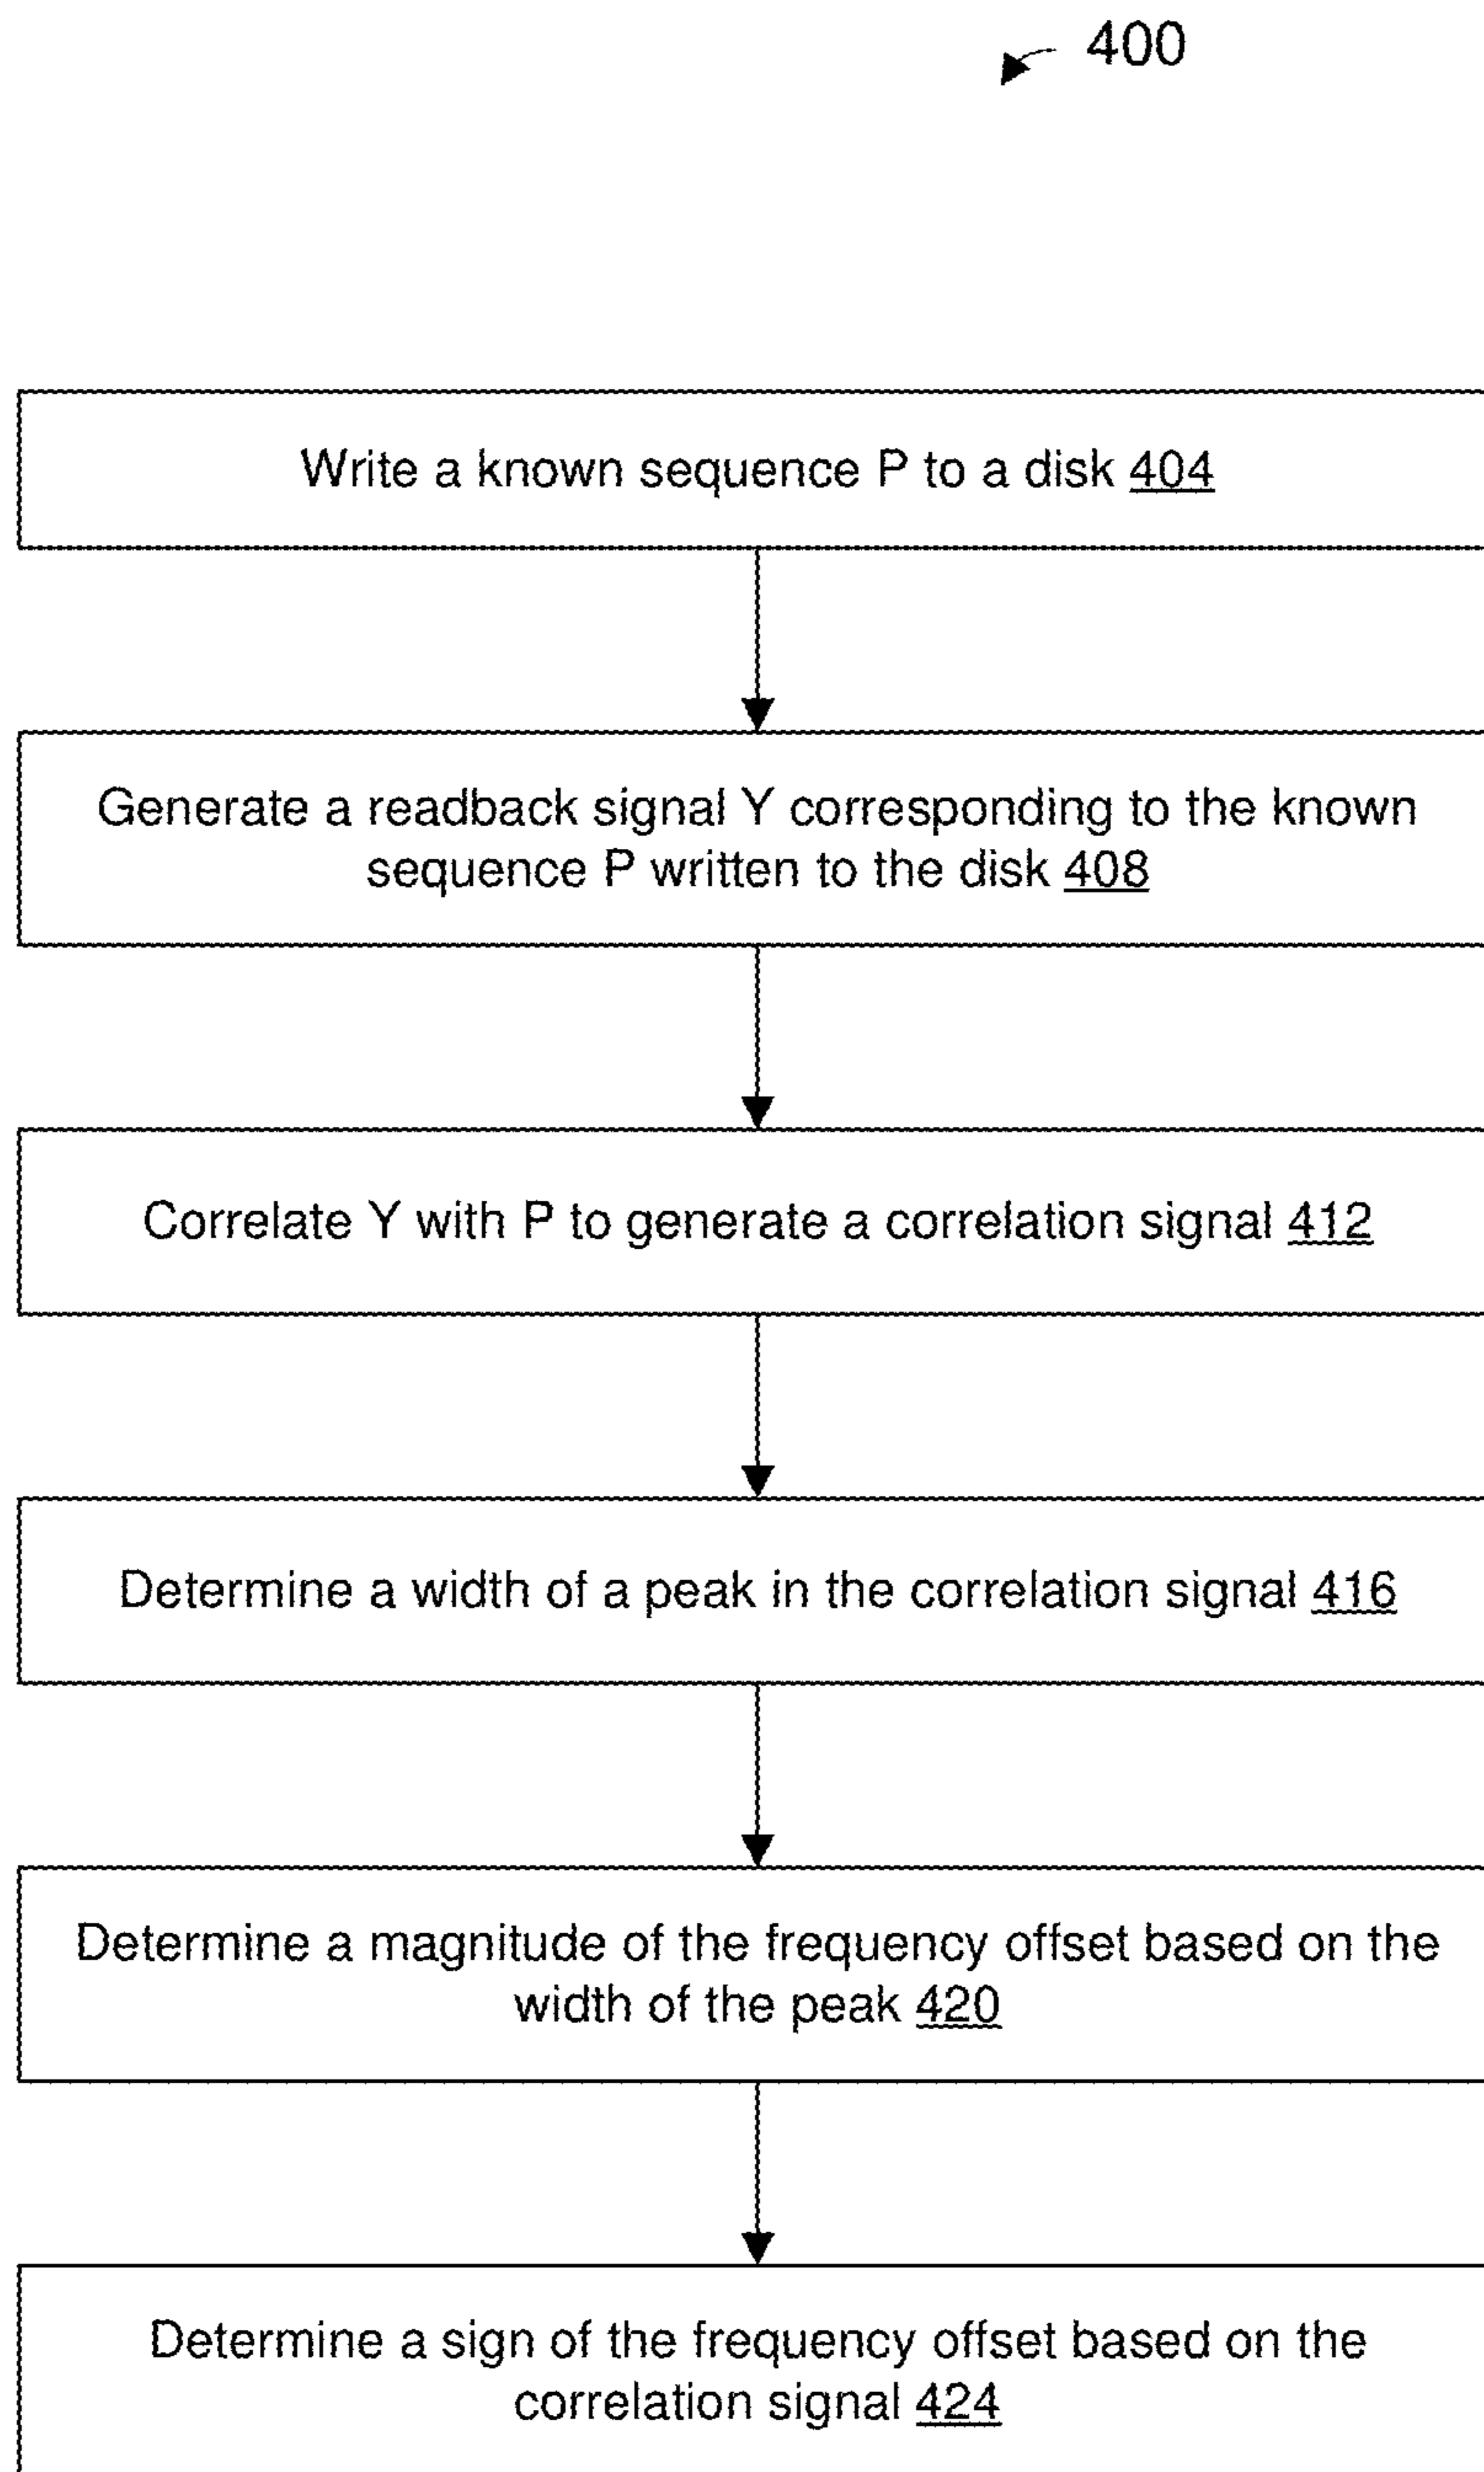 400
Write a known sequence P to a disk 404
Generate a readback signal Y corresponding to the known
sequence P written to the disk 408
Correlate Y with P to generate a correlation signal 412
Determine a width of a peak in the correlation signal 416
Determine a magnitude of the frequency offset based on the
width of the peak 420
Determine a sign of the frequency offset based on the
correlation signal 424